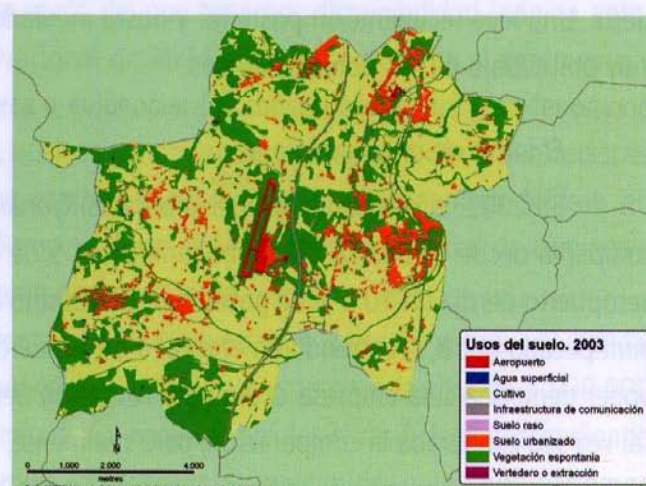 Usos del suelo. 2003
Aeropuerto
Agua superficial
Cultivo
Infraestructura de comunicación
Suelo raso
Suelo urbanizado
Vegetación espontania
Vertedero o extracción
N
0 1.000 2.000 4.000
metres